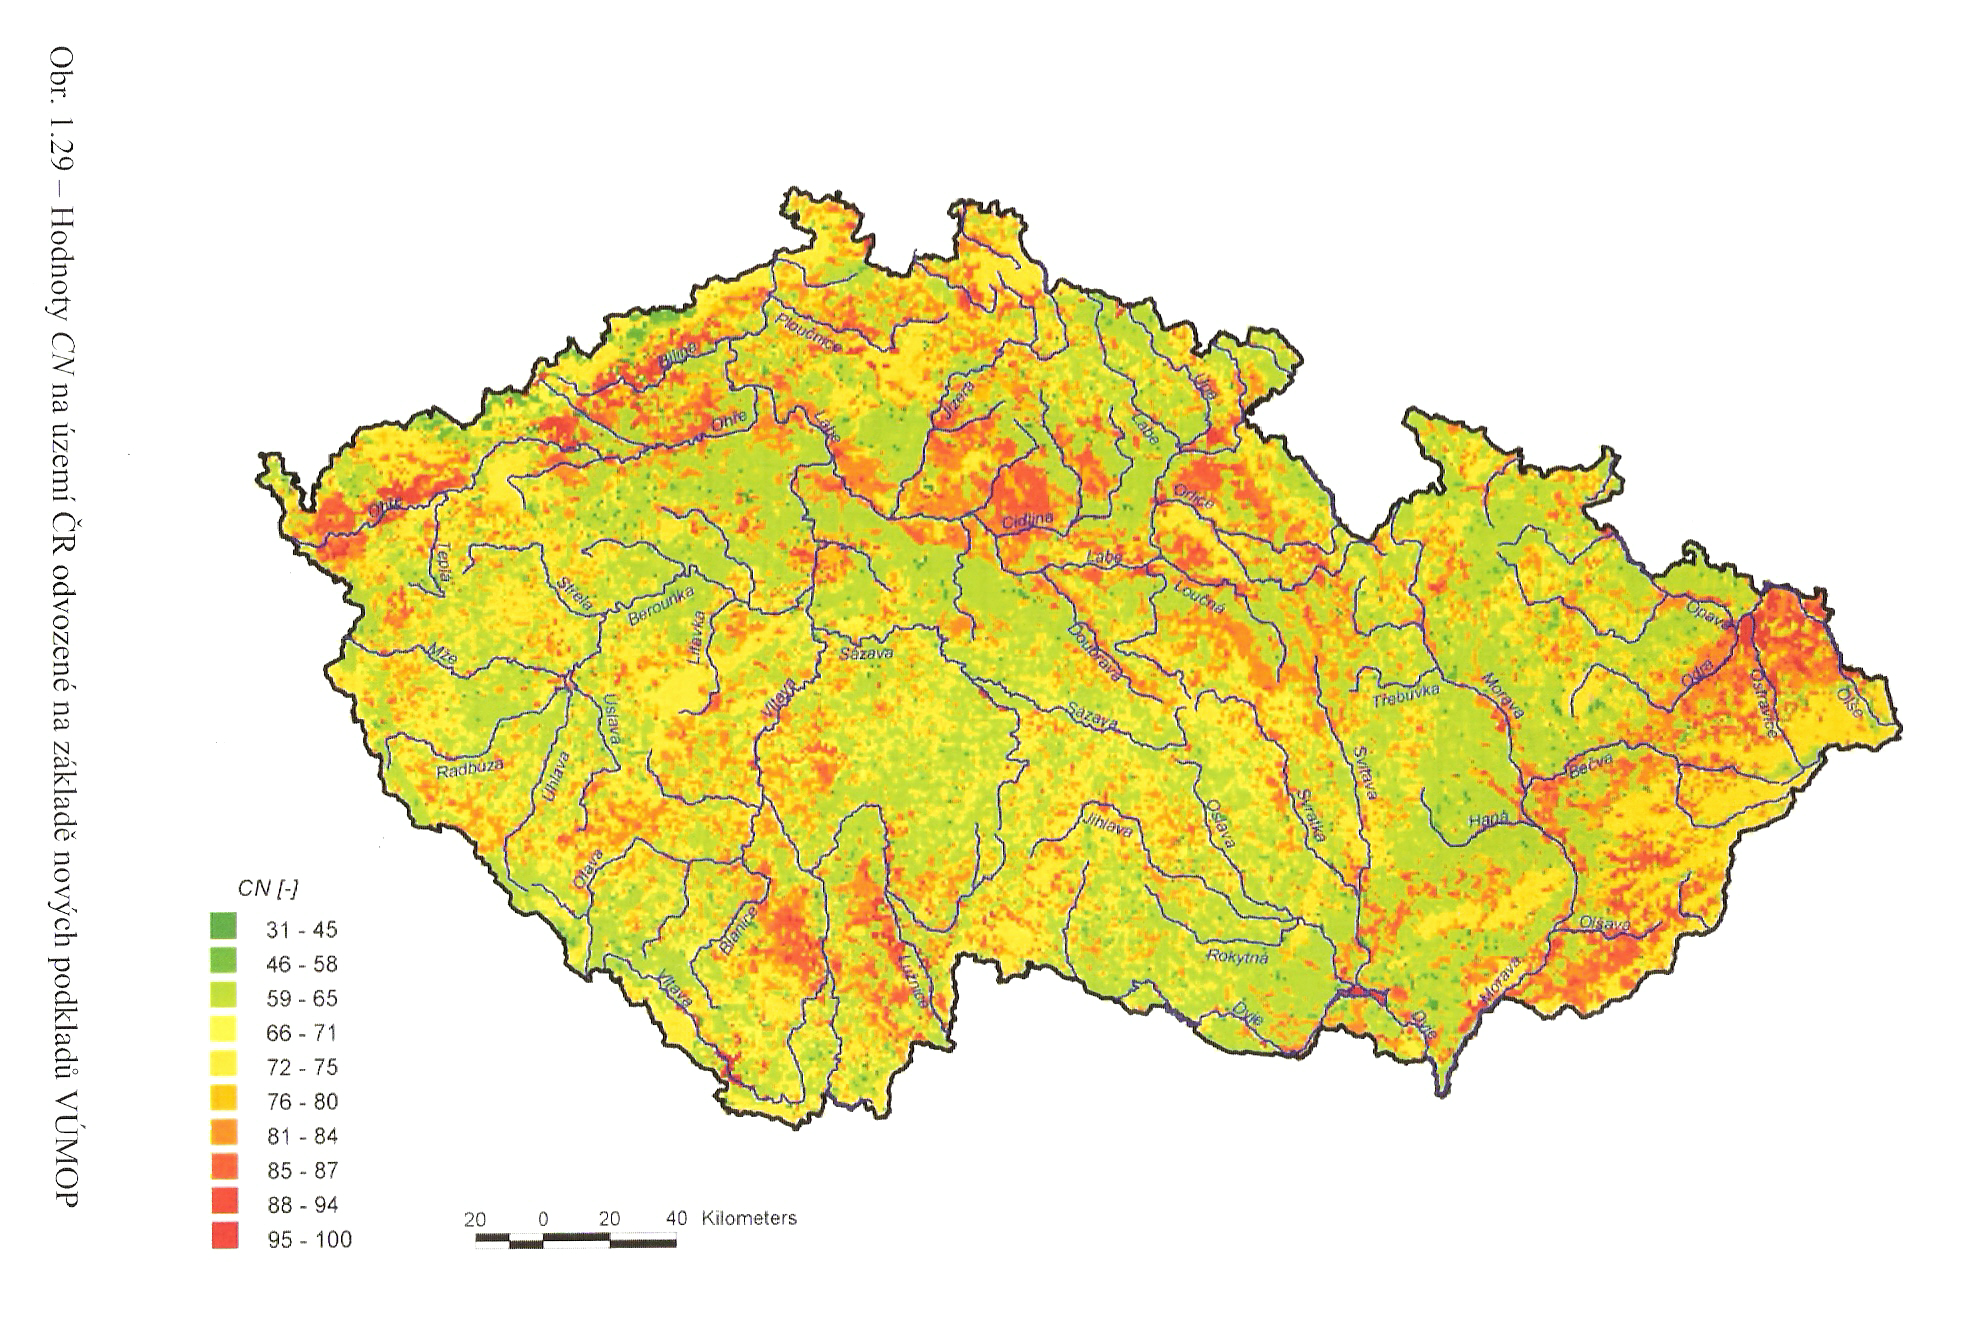 Obr. 1.29 – Hodnoty CN na území ČR odvozené na základě nových podkladů VÚMOP
Ploučnice
Bílina
Ohře
Labe
Jizera
Úpa
Labe
Ohře
Teplá
Cidlina
Orlice
Labe
Loučná
Střela
Berounka
Litavka
Sázava
Doubrava
Mže
Úslava
Vltava
Sázava
Třebůvka
Morava
Opava
Odra
Ostravice
Olše
Radbuza
Úhlava
Svitava
Bečva
Oslava
Svratka
Jihlava
Haná
Otava
Blanice
Lužnice
Vltava
Rokytná
Olšava
Morava
Dyje
Dyje
CN [-]
31 - 45
46 - 58
59 - 65
66 - 71
72 - 75
76 - 80
81 - 84
85 - 87
88 - 94
95 - 100
20 0 20 40 Kilometers